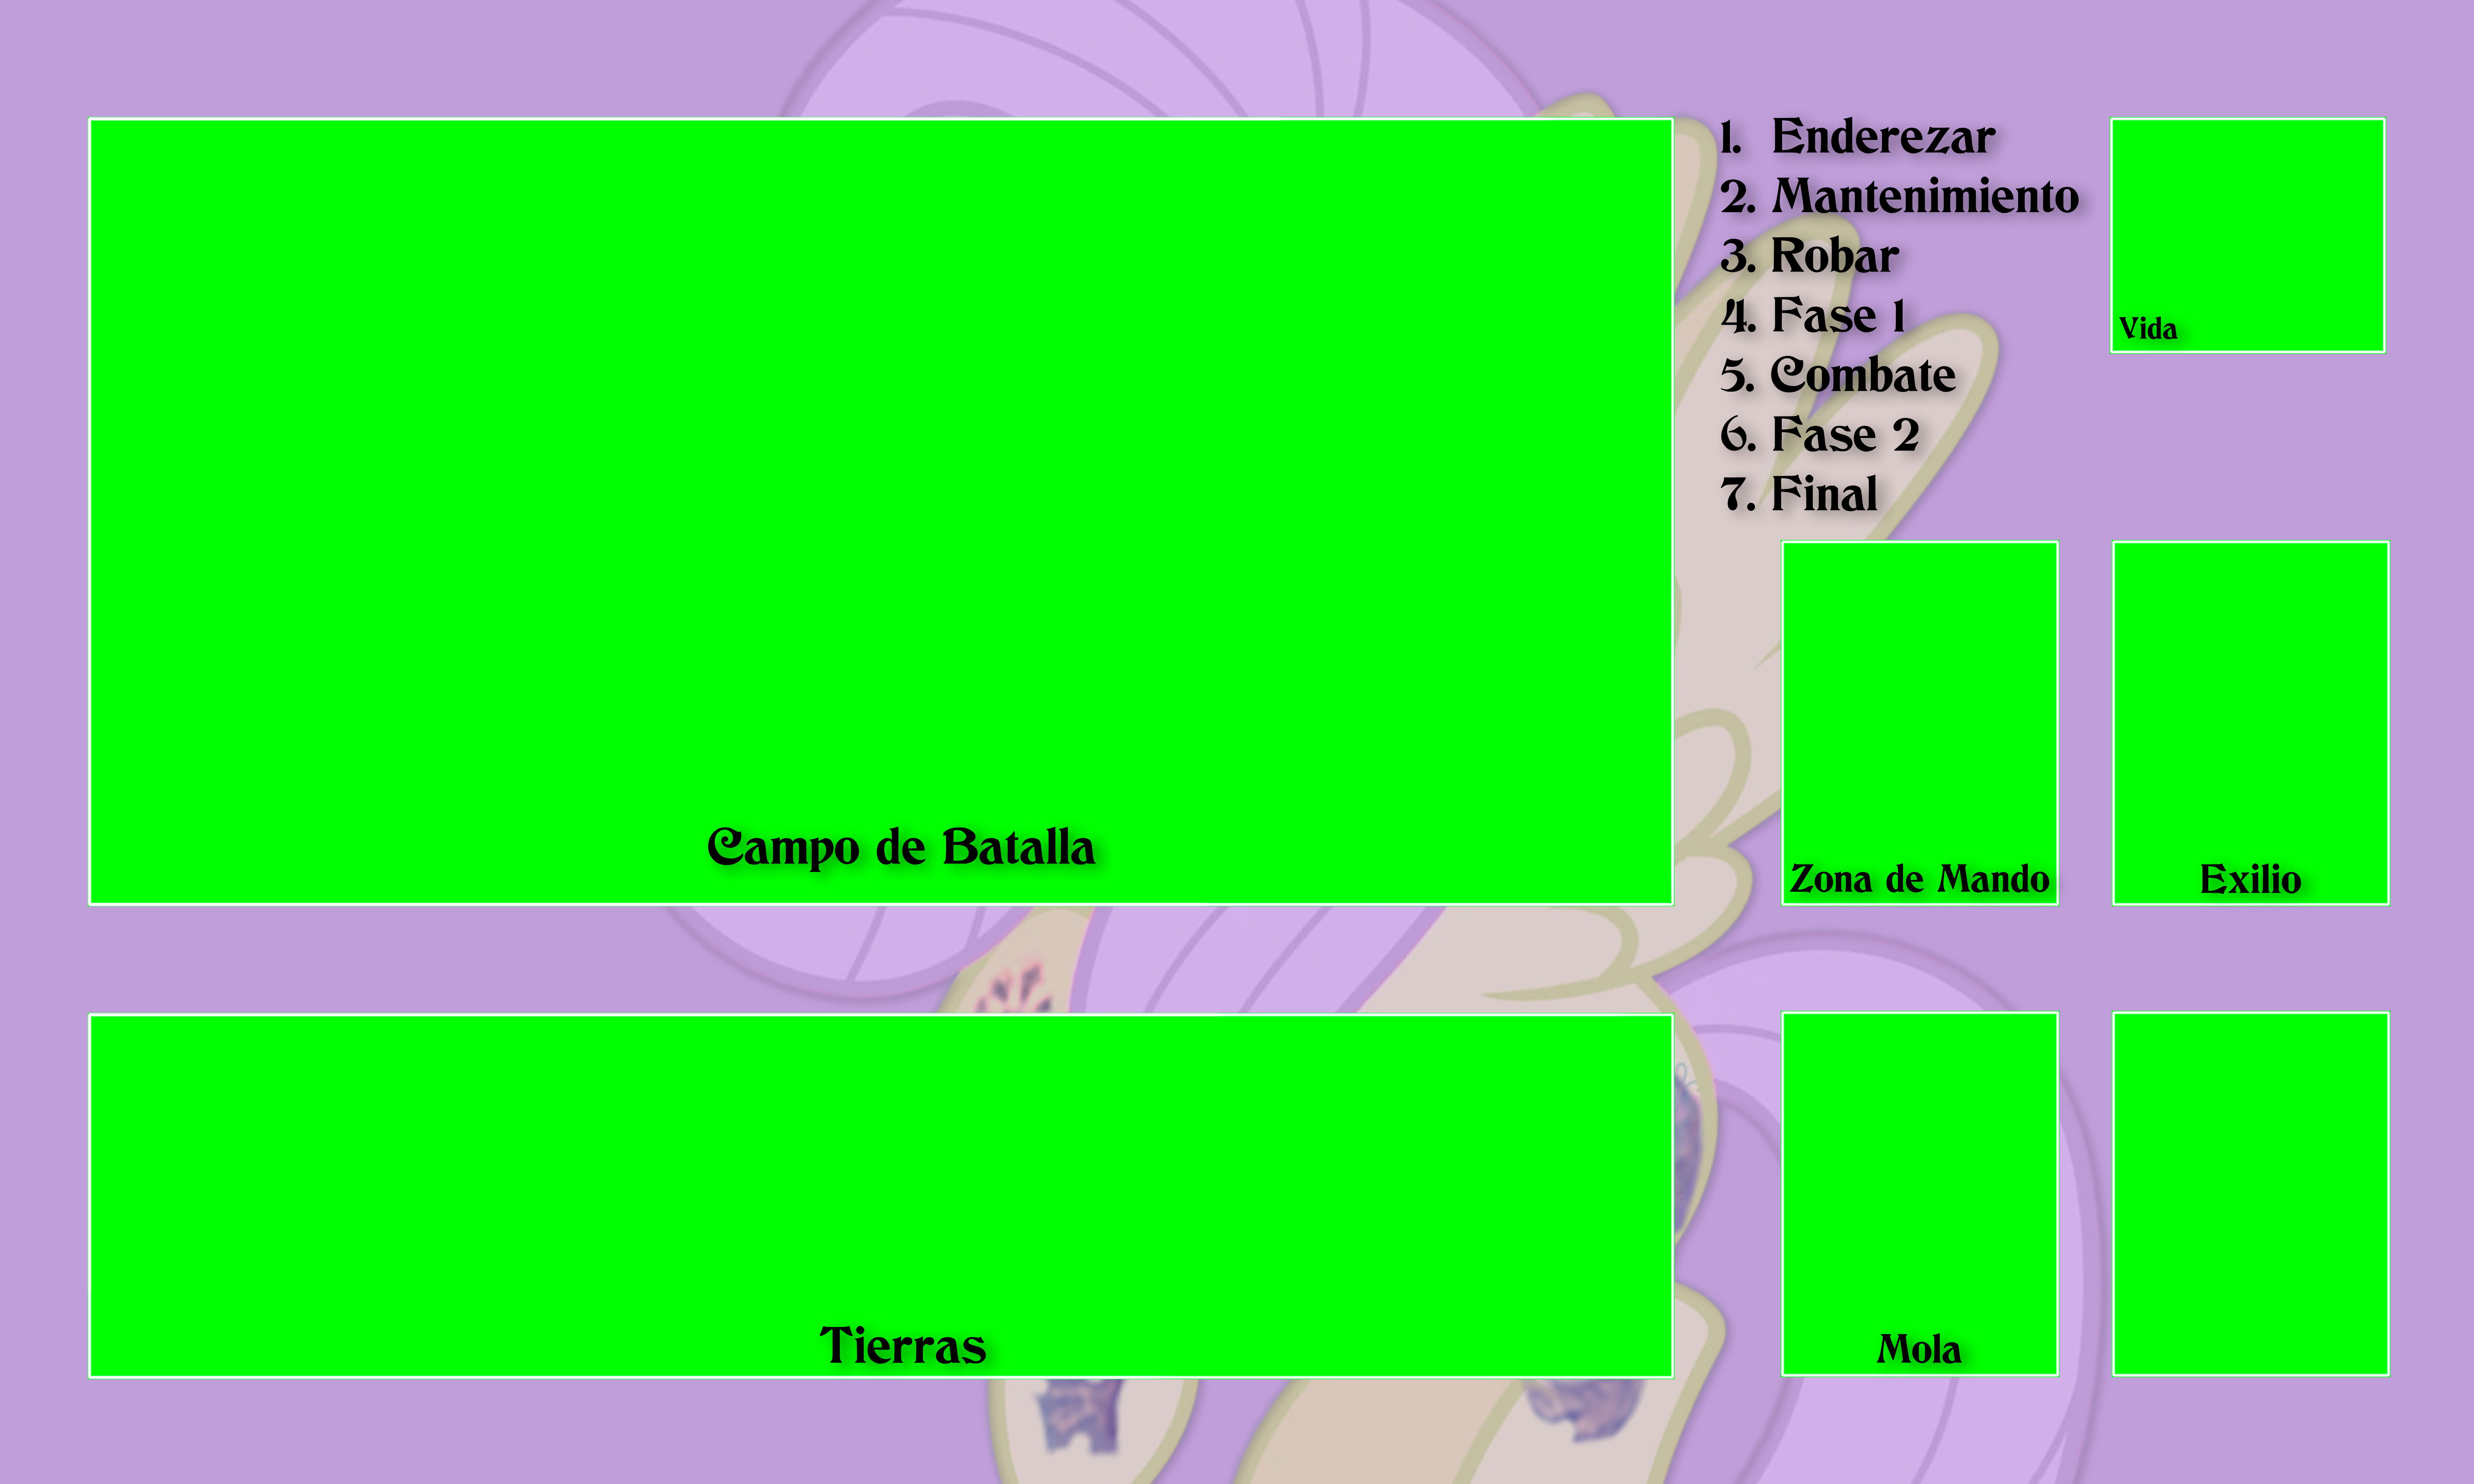 1. Enderezar
2. Mantenimiento
3. Robar
4. Fase 1
5. Combate
6. Fase 2
7. Final
Vida
Campo de Batalla
Zona de Mando
Exilio
Tierras
Mola